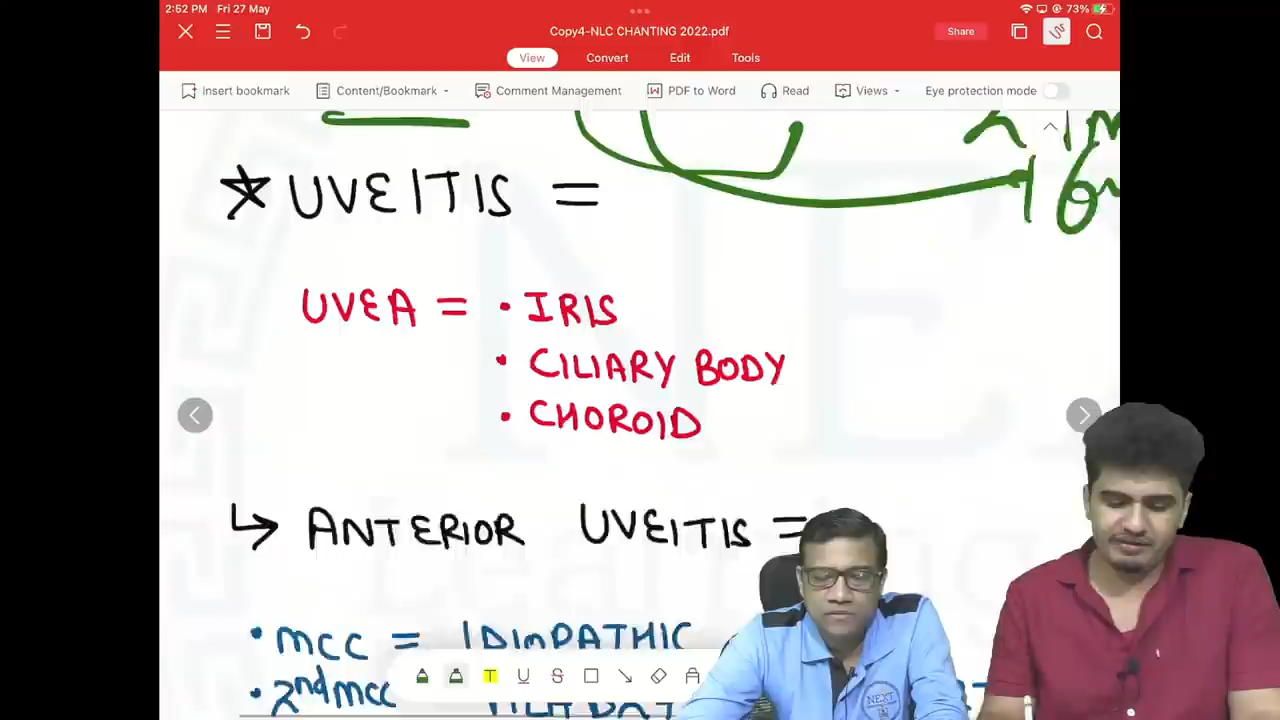 2:52 PM Fri 27 May
73%
Copy4-NLC CHANTING 2022.pdf
Share
View Convert Edit Tools
Insert bookmark Content/Bookmark Comment Management PDF to Word Read Views Eye protection mode
* UVEITIS =
UVEA = • IRIS
• CILIARY BODY
• CHOROID
↳ ANTERIOR UVEITIS =
• MCC =
• 2nd MCC
NEXT